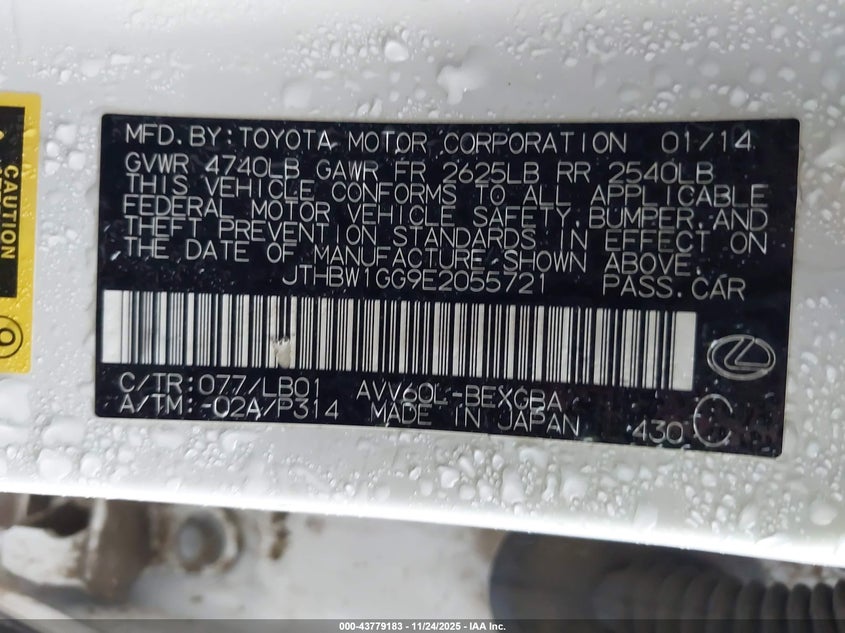 MFD.BY:TOYOTA MOTOR CORPORATION 01/14
GVWR 4740LB GAWR FR 2625LB RR 2540LB
THIS VEHICLE CONFORMS TO ALL APPLICABLE
FEDERAL MOTOR VEHICLE SAFETY,BUMPER,AND
THEFT PREVENTION STANDARDS IN EFFECT ON
THE DATE OF MANUFACTURE SHOWN ABOVE.
JTHBW1GG9E2055721 PASS.CAR
C/TR:077/LB01 AVV60L-BEXGBA
A/TM:-02A/P314 MADE IN JAPAN 430
CAUTION
000-43779183 - 11/24/2025 - IAA Inc.